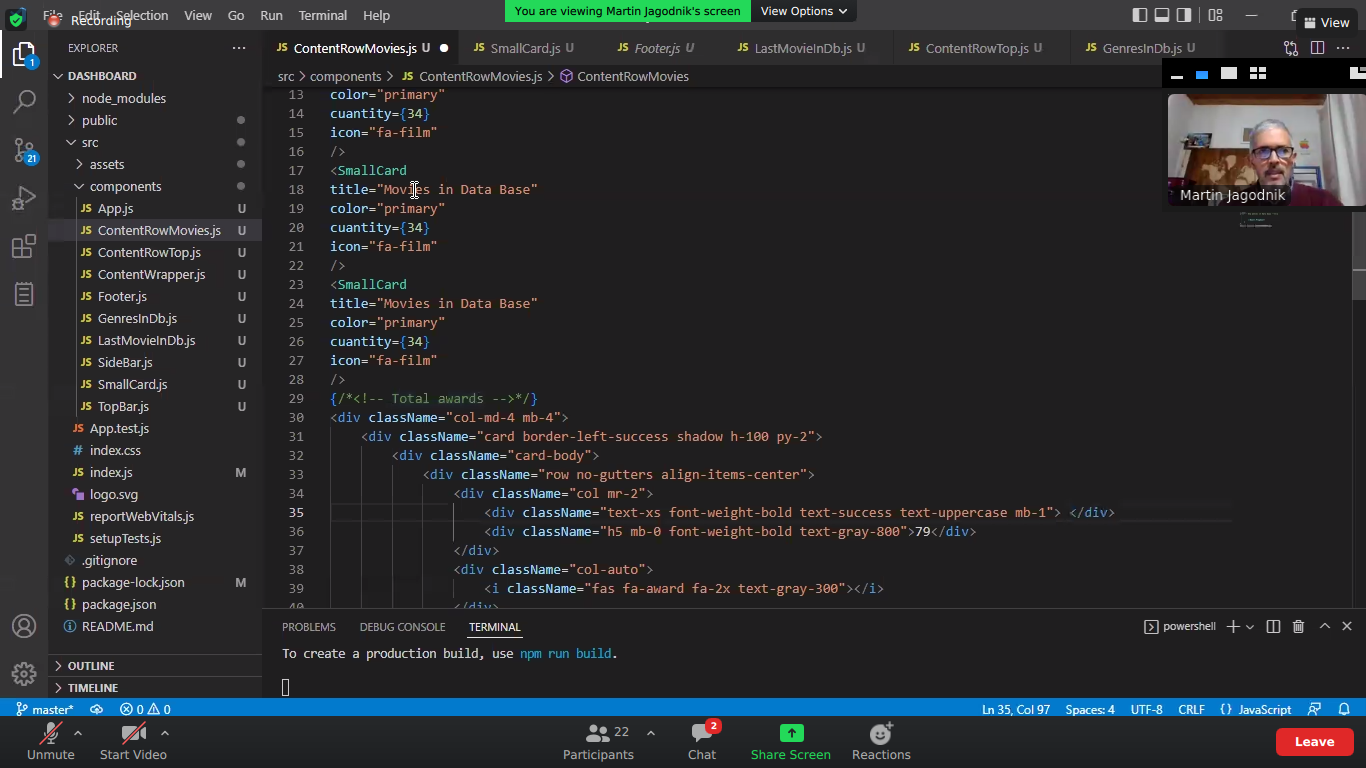 File Edit Selection View Go Run Terminal Help
Recording
You are viewing Martin Jagodnik's screen
View Options
View
EXPLORER
ContentRowMovies.js U
SmallCard.js U
Footer.js U
LastMovieInDb.js U
ContentRowTop.js U
GenresInDb.js U
src > components > JS ContentRowMovies.js > ContentRowMovies
DASHBOARD
node_modules
public
src
assets
components
JS App.js U
JS ContentRowMovies.js U
JS ContentRowTop.js U
JS ContentWrapper.js U
JS Footer.js U
JS GenresInDb.js U
JS LastMovieInDb.js U
JS SideBar.js U
JS SmallCard.js U
JS TopBar.js U
JS App.test.js
# index.css
JS index.js M
logo.svg
JS reportWebVitals.js
JS setupTests.js
.gitignore
{} package-lock.json M
{} package.json
README.md
OUTLINE
TIMELINE
1
21
13 color="primary"
14 cuantity={34}
15 icon="fa-film"
16 />
17 <SmallCard
18 title="Movies in Data Base"
19 color="primary"
20 cuantity={34}
21 icon="fa-film"
22 />
23 <SmallCard
24 title="Movies in Data Base"
25 color="primary"
26 cuantity={34}
27 icon="fa-film"
28 />
29 {/*<!-- Total awards -->*/}
30 <div className="col-md-4 mb-4">
31 <div className="card border-left-success shadow h-100 py-2">
32 <div className="card-body">
33 <div className="row no-gutters align-items-center">
34 <div className="col mr-2">
35 <div className="text-xs font-weight-bold text-success text-uppercase mb-1"> </div>
36 <div className="h5 mb-0 font-weight-bold text-gray-800">79</div>
37 </div>
38 <div className="col-auto">
39 <i className="fas fa-award fa-2x text-gray-300"></i>
40 </div>
Martin Jagodnik
PROBLEMS DEBUG CONSOLE TERMINAL
powershell
To create a production build, use npm run build.
master* 0 0
Ln 35, Col 97 Spaces: 4 UTF-8 CRLF {} JavaScript
Unmute
Start Video
22
Participants
2
Chat
Share Screen
Reactions
Leave